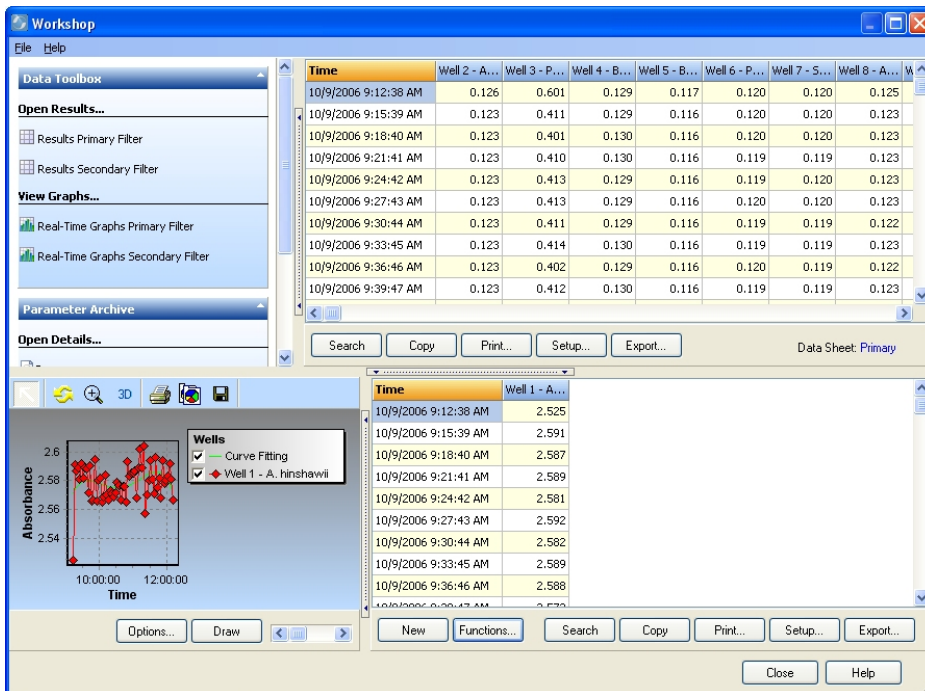 Workshop
File Help
Data Toolbox
Open Results...
Results Primary Filter
Results Secondary Filter
View Graphs...
Real-Time Graphs Primary Filter
Real-Time Graphs Secondary Filter
Parameter Archive
Open Details...
Time Well 2 - A... Well 3 - P... Well 4 - B... Well 5 - B... Well 6 - P... Well 7 - S... Well 8 - A... W
10/9/2006 9:12:38 AM 0.126 0.601 0.129 0.117 0.120 0.120 0.125
10/9/2006 9:15:39 AM 0.123 0.411 0.129 0.116 0.120 0.120 0.123
10/9/2006 9:18:40 AM 0.123 0.401 0.130 0.116 0.120 0.120 0.123
10/9/2006 9:21:41 AM 0.123 0.410 0.130 0.116 0.119 0.119 0.123
10/9/2006 9:24:42 AM 0.123 0.413 0.129 0.116 0.119 0.120 0.123
10/9/2006 9:27:43 AM 0.123 0.413 0.129 0.116 0.120 0.120 0.123
10/9/2006 9:30:44 AM 0.123 0.411 0.129 0.116 0.119 0.119 0.122
10/9/2006 9:33:45 AM 0.123 0.414 0.130 0.116 0.119 0.119 0.123
10/9/2006 9:36:46 AM 0.123 0.402 0.129 0.116 0.120 0.119 0.122
10/9/2006 9:39:47 AM 0.123 0.412 0.130 0.116 0.119 0.119 0.123
Search Copy Print... Setup... Export... Data Sheet: Primary
3D
Wells
Curve Fitting
Well 1 - A. hinshawii
Absorbance
2.6
2.58
2.56
2.54
10:00:00 12:00:00
Time
Options... Draw
Time Well 1 - A...
10/9/2006 9:12:38 AM 2.525
10/9/2006 9:15:39 AM 2.591
10/9/2006 9:18:40 AM 2.587
10/9/2006 9:21:41 AM 2.589
10/9/2006 9:24:42 AM 2.581
10/9/2006 9:27:43 AM 2.592
10/9/2006 9:30:44 AM 2.582
10/9/2006 9:33:45 AM 2.589
10/9/2006 9:36:46 AM 2.588
New Functions... Search Copy Print... Setup... Export...
Close Help